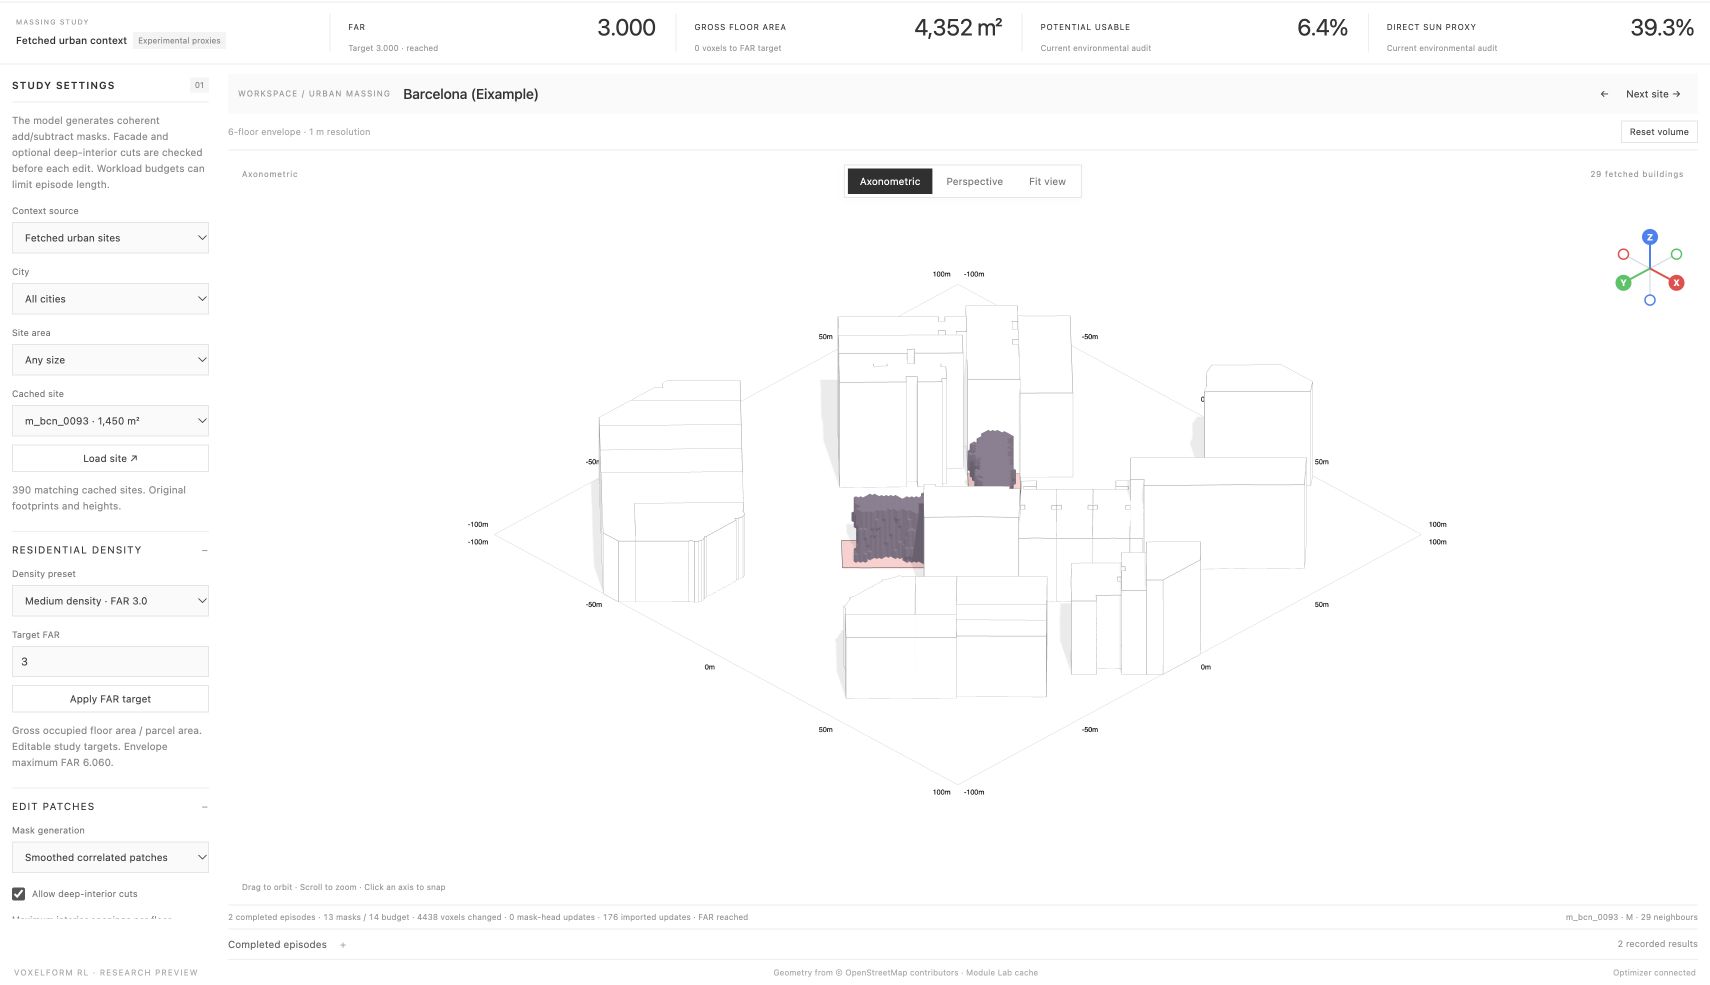 MASSING STUDY
Fetched urban context Experimental proxies
FAR
3.000
Target 3.000 · reached
GROSS FLOOR AREA
4,352 m²
0 voxels to FAR target
POTENTIAL USABLE
6.4%
Current environmental audit
DIRECT SUN PROXY
39.3%
Current environmental audit
STUDY SETTINGS 01
The model generates coherent
add/subtract masks. Facade and
optional deep-interior cuts are checked
before each edit. Workload budgets can
limit episode length.
Context source
Fetched urban sites
City
All cities
Site area
Any size
Cached site
m_bcn_0093 · 1,450 m²
Load site ↗
390 matching cached sites. Original
footprints and heights.
RESIDENTIAL DENSITY –
Density preset
Medium density · FAR 3.0
Target FAR
3
Apply FAR target
Gross occupied floor area / parcel area.
Editable study targets. Envelope
maximum FAR 6.060.
EDIT PATCHES –
Mask generation
Smoothed correlated patches
Allow deep-interior cuts
WORKSPACE / URBAN MASSING Barcelona (Eixample)
← Next site →
6-floor envelope · 1 m resolution
Reset volume
Axonometric
Axonometric Perspective Fit view
29 fetched buildings
Z
Y X
100m -100m
50m -50m
0
-50m 50m
-100m 100m
-100m 100m
-50m 50m
0m 0m
50m -50m
100m -100m
Drag to orbit · Scroll to zoom · Click an axis to snap
2 completed episodes · 13 masks / 14 budget · 4438 voxels changed · 0 mask-head updates · 176 imported updates · FAR reached
m_bcn_0093 · M · 29 neighbours
Completed episodes +
2 recorded results
VOXELFORM RL · RESEARCH PREVIEW
Geometry from © OpenStreetMap contributors · Module Lab cache
Optimizer connected